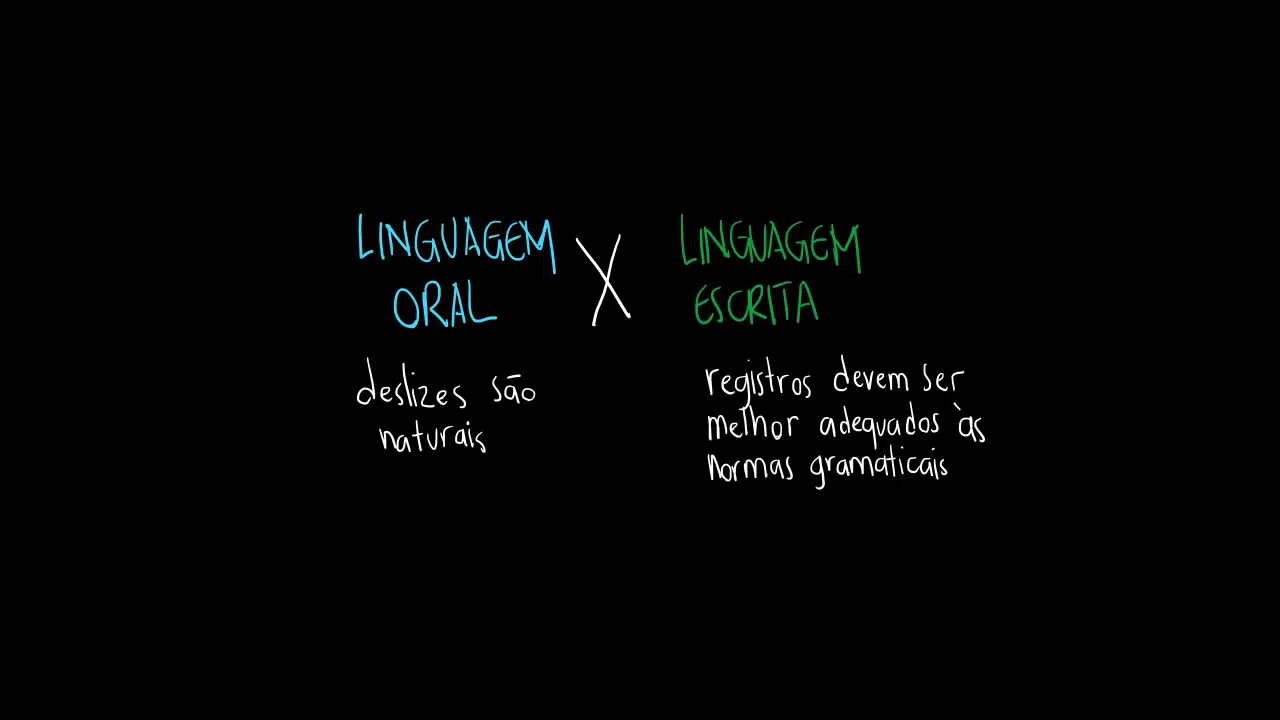 LINGUAGEM X LINGUAGEM
ORAL ESCRITA
deslizes são
naturais
registros devem ser
melhor adequados às
normas gramaticais